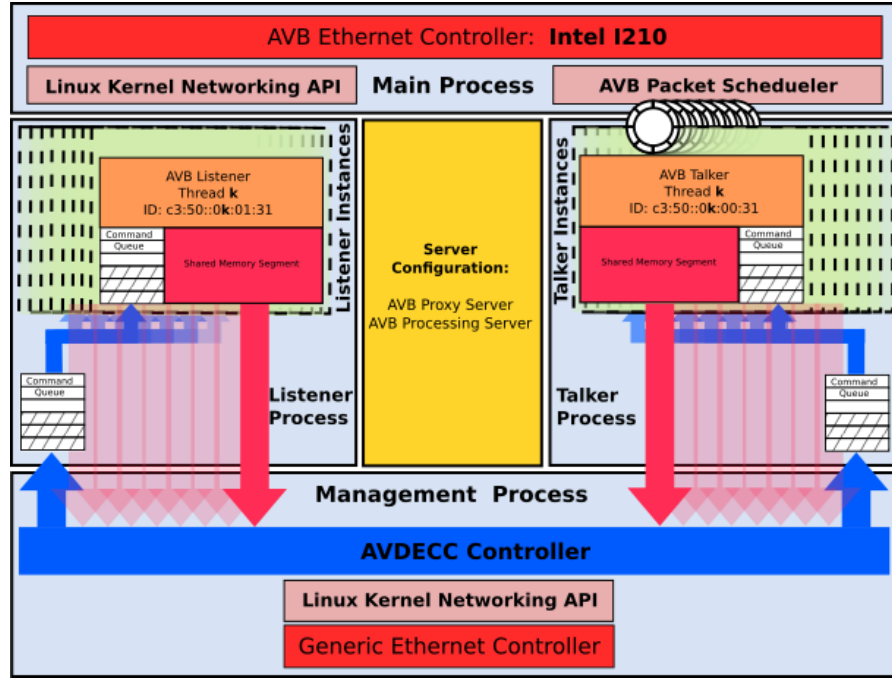 AVB Ethernet Controller: Intel I210
Linux Kernel Networking API
Main Process
AVB Packet Schedueler
AVB Listener
Thread k
ID: c3:50::0k:01:31
Command
Queue
Shared Memory Segment
Listener Instances
Server
Configuration:
AVB Proxy Server
AVB Processing Server
Talker Instances
AVB Talker
Thread k
ID: c3:50::0k:00:31
Shared Memory Segment
Command
Queue
Command
Queue
Listener
Process
Talker
Process
Command
Queue
Management Process
AVDECC Controller
Linux Kernel Networking API
Generic Ethernet Controller